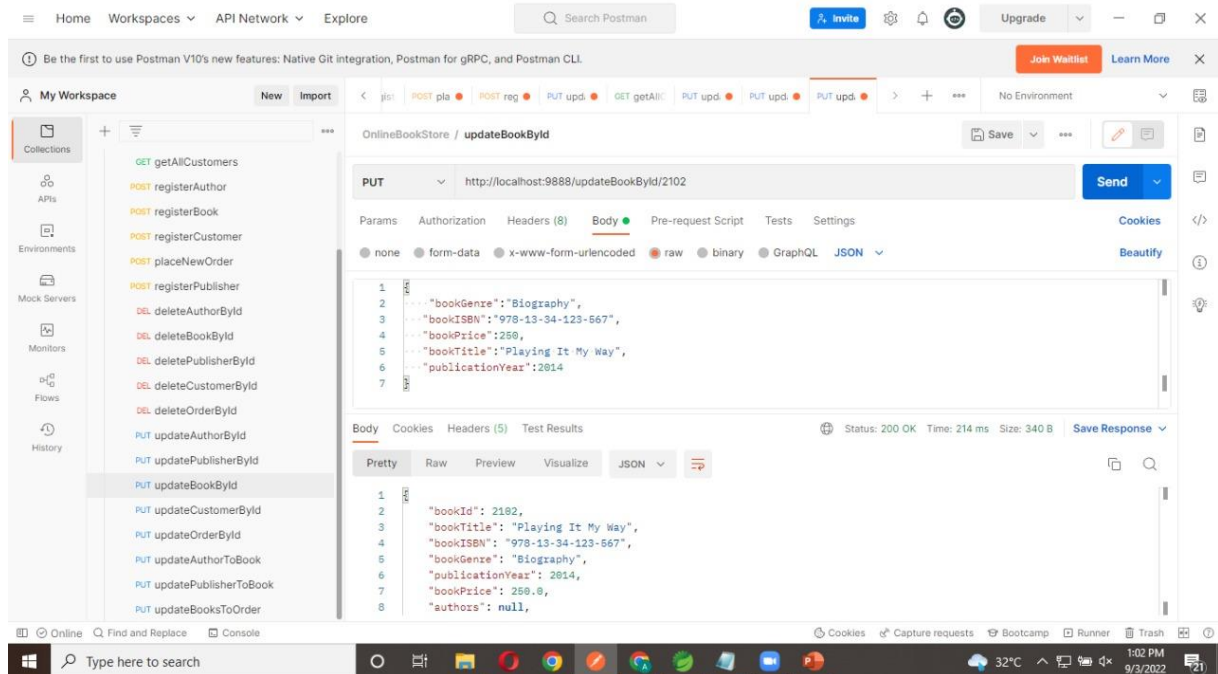 Home Workspaces API Network Explore Search Postman Invite Upgrade
Be the first to use Postman V10's new features: Native Git integration, Postman for gRPC, and Postman CLI. Join Waitlist Learn More
My Workspace New Import POST pla POST reg PUT upd. GET getAllC PUT upd. PUT upd. PUT upd. No Environment
Collections
APIs
Environments
Mock Servers
Monitors
Flows
History
GET getAllCustomers
POST registerAuthor
POST registerBook
POST registerCustomer
POST placeNewOrder
POST registerPublisher
DEL deleteAuthorById
DEL deleteBookById
DEL deletePublisherById
DEL deleteCustomerById
DEL deleteOrderById
PUT updateAuthorById
PUT updatePublisherById
PUT updateBookById
PUT updateCustomerById
PUT updateOrderById
PUT updateAuthorToBook
PUT updatePublisherToBook
PUT updateBooksToOrder
OnlineBookStore / updateBookById Save
PUT http://localhost:9888/updateBookById/2102 Send
Params Authorization Headers (8) Body Pre-request Script Tests Settings Cookies
none form-data x-www-form-urlencoded raw binary GraphQL JSON Beautify
1 {
2 "bookGenre":"Biography",
3 "bookISBN":"978-13-34-123-567",
4 "bookPrice":250,
5 "bookTitle":"Playing It My Way",
6 "publicationYear":2014
7 }
Body Cookies Headers (5) Test Results Status: 200 OK Time: 214 ms Size: 340 B Save Response
Pretty Raw Preview Visualize JSON
1 {
2 "bookId": 2102,
3 "bookTitle": "Playing It My Way",
4 "bookISBN": "978-13-34-123-567",
5 "bookGenre": "Biography",
6 "publicationYear": 2014,
7 "bookPrice": 250.0,
8 "authors": null,
Online Find and Replace Console Cookies Capture requests Bootcamp Runner Trash
Type here to search 32°C 1:02 PM
9/3/2022 21